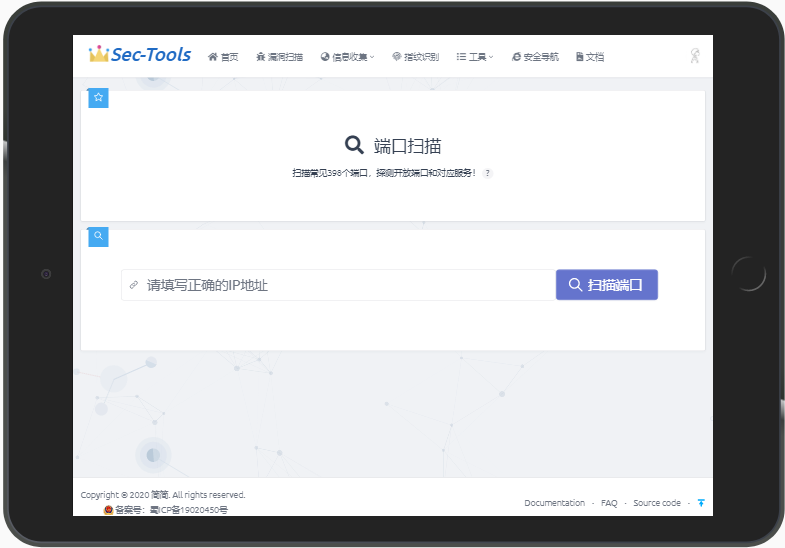 Sec-Tools 首页 漏洞扫描 信息收集 指纹识别 工具 安全导航 文档
端口扫描
扫描常见398个端口，探测开放端口和对应服务！ ?
请填写正确的IP地址 扫描端口
Copyright © 2020 简简. All rights reserved.
备案号：蜀ICP备19020450号
Documentation · FAQ · Source code ·